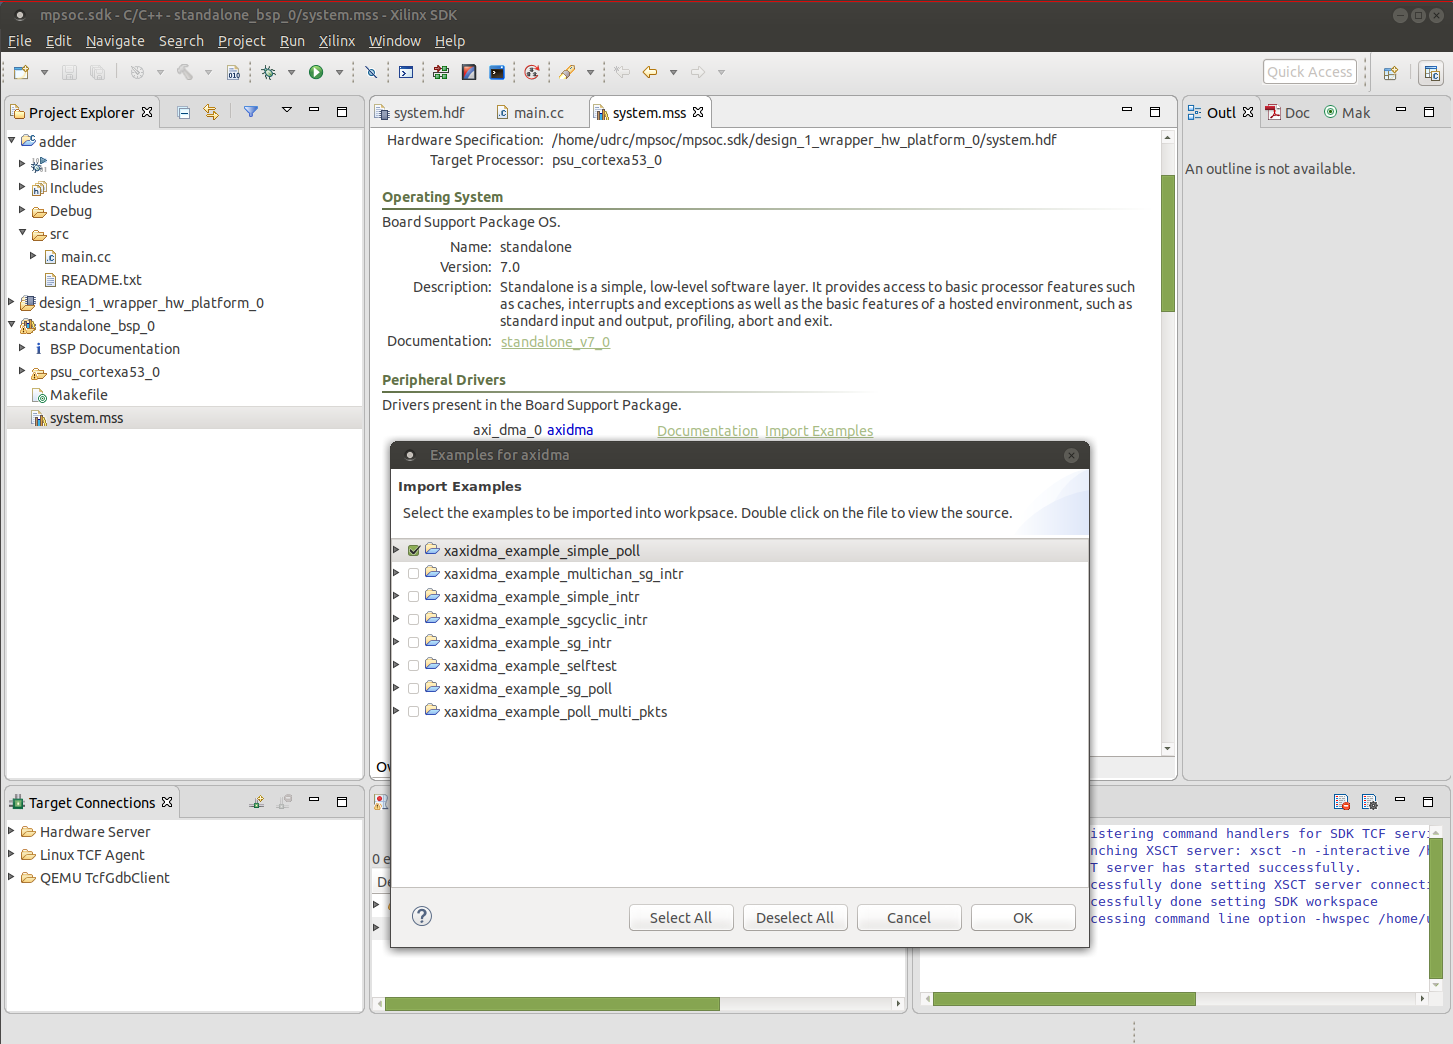 mpsoc.sdk - C/C++ - standalone_bsp_0/system.mss - Xilinx SDK
File Edit Navigate Search Project Run Xilinx Window Help
Quick Access
Project Explorer
adder
Binaries
Includes
Debug
src
main.cc
README.txt
design_1_wrapper_hw_platform_0
standalone_bsp_0
BSP Documentation
psu_cortexa53_0
Makefile
system.mss
system.hdf main.cc system.mss
Hardware Specification: /home/udrc/mpsoc/mpsoc.sdk/design_1_wrapper_hw_platform_0/system.hdf
Target Processor: psu_cortexa53_0
Operating System
Board Support Package OS.
Name: standalone
Version: 7.0
Description: Standalone is a simple, low-level software layer. It provides access to basic processor features such
as caches, interrupts and exceptions as well as the basic features of a hosted environment, such as
standard input and output, profiling, abort and exit.
Documentation: standalone_v7_0
Peripheral Drivers
Drivers present in the Board Support Package.
axi_dma_0 axidma Documentation Import Examples
Outl Doc Mak
An outline is not available.
Examples for axidma
Import Examples
Select the examples to be imported into workpsace. Double click on the file to view the source.
xaxidma_example_simple_poll
xaxidma_example_multichan_sg_intr
xaxidma_example_simple_intr
xaxidma_example_sgcyclic_intr
xaxidma_example_sg_intr
xaxidma_example_selftest
xaxidma_example_sg_poll
xaxidma_example_poll_multi_pkts
Select All Deselect All Cancel OK
Target Connections
Hardware Server
Linux TCF Agent
QEMU TcfGdbClient
0 e
De
istering command handlers for SDK TCF servi
nching XSCT server: xsct -n -interactive /h
T server has started successfully.
cessfully done setting XSCT server connecti
cessfully done setting SDK workspace
cessing command line option -hwspec /home/u